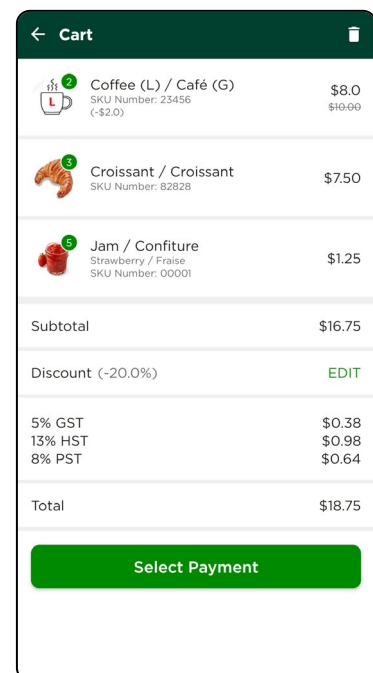 Cart
2
L
Coffee (L) / Café (G)
SKU Number: 23456
(-$2.0)
$8.0
$10.00
3
Croissant / Croissant
SKU Number: 82828
$7.50
5
Jam / Confiture
Strawberry / Fraise
SKU Number: 00001
$1.25
Subtotal $16.75
Discount (-20.0%) EDIT
5% GST $0.38
13% HST $0.98
8% PST $0.64
Total $18.75
Select Payment